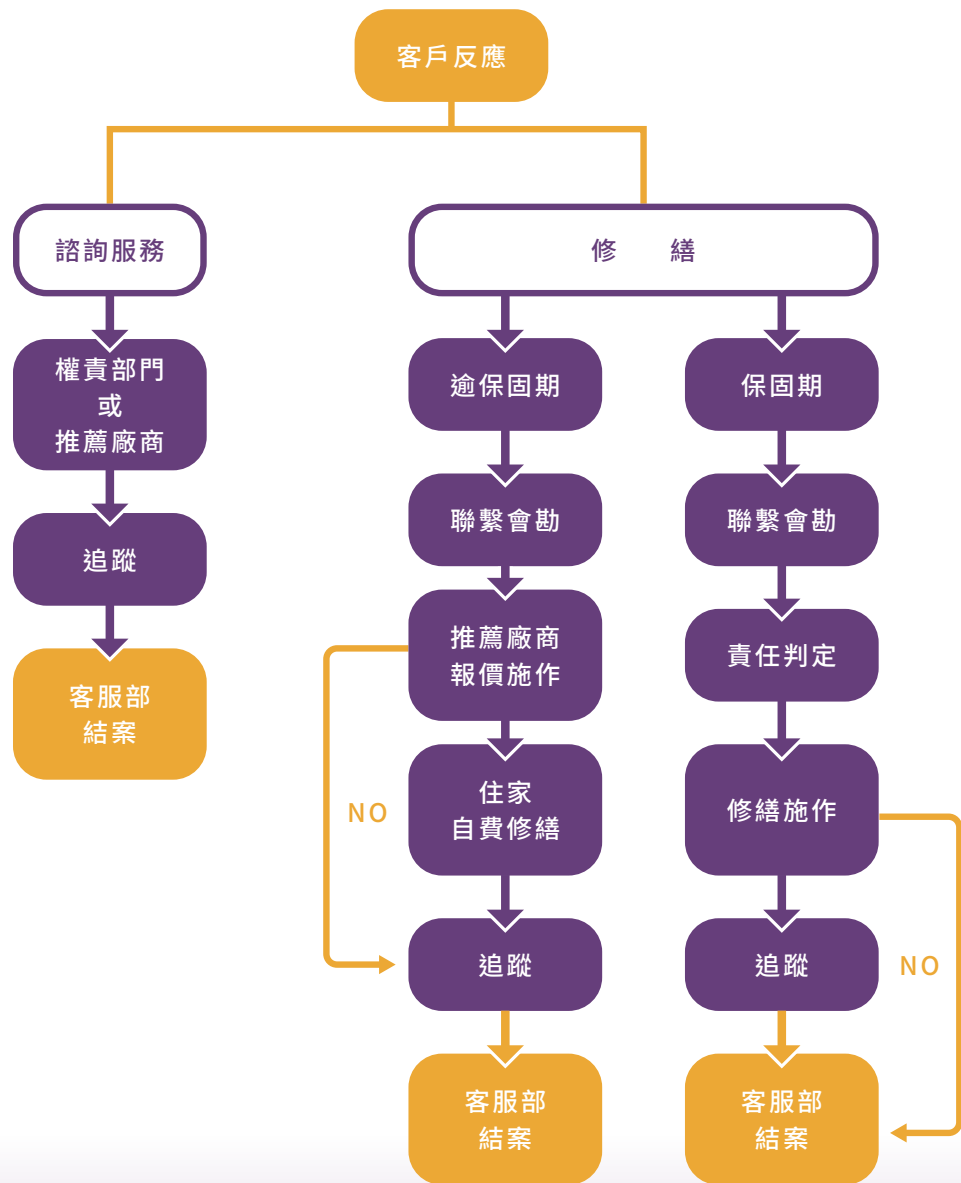 客戶反應
諮詢服務
權責部門
或
推薦廠商
追蹤
客服部
結案
修 繕
逾保固期
聯繫會勘
推薦廠商
報價施作
NO
住家
自費修繕
追蹤
客服部
結案
保固期
聯繫會勘
責任判定
修繕施作
追蹤
NO
客服部
結案